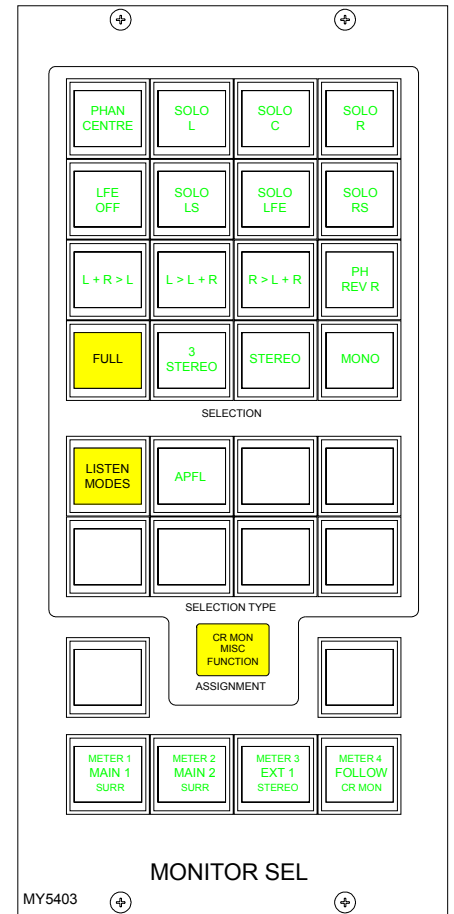 PHAN
CENTRE
SOLO
L
SOLO
C
SOLO
R
LFE
OFF
SOLO
LS
SOLO
LFE
SOLO
RS
L + R > L
L > L + R
R > L + R
PH
REV R
FULL
3
STEREO
STEREO
MONO
SELECTION
LISTEN
MODES
APFL
SELECTION TYPE
CR MON
MISC
FUNCTION
ASSIGNMENT
METER 1
MAIN 1
SURR
METER 2
MAIN 2
SURR
METER 3
EXT 1
STEREO
METER 4
FOLLOW
CR MON
MONITOR SEL
MY5403